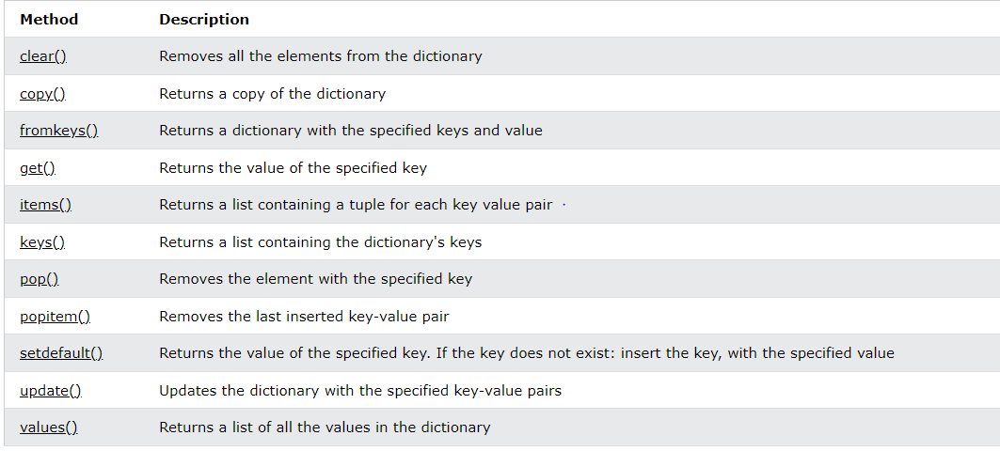 Method Description
clear() Removes all the elements from the dictionary
copy() Returns a copy of the dictionary
fromkeys() Returns a dictionary with the specified keys and value
get() Returns the value of the specified key
items() Returns a list containing a tuple for each key value pair
keys() Returns a list containing the dictionary's keys
pop() Removes the element with the specified key
popitem() Removes the last inserted key-value pair
setdefault() Returns the value of the specified key. If the key does not exist: insert the key, with the specified value
update() Updates the dictionary with the specified key-value pairs
values() Returns a list of all the values in the dictionary